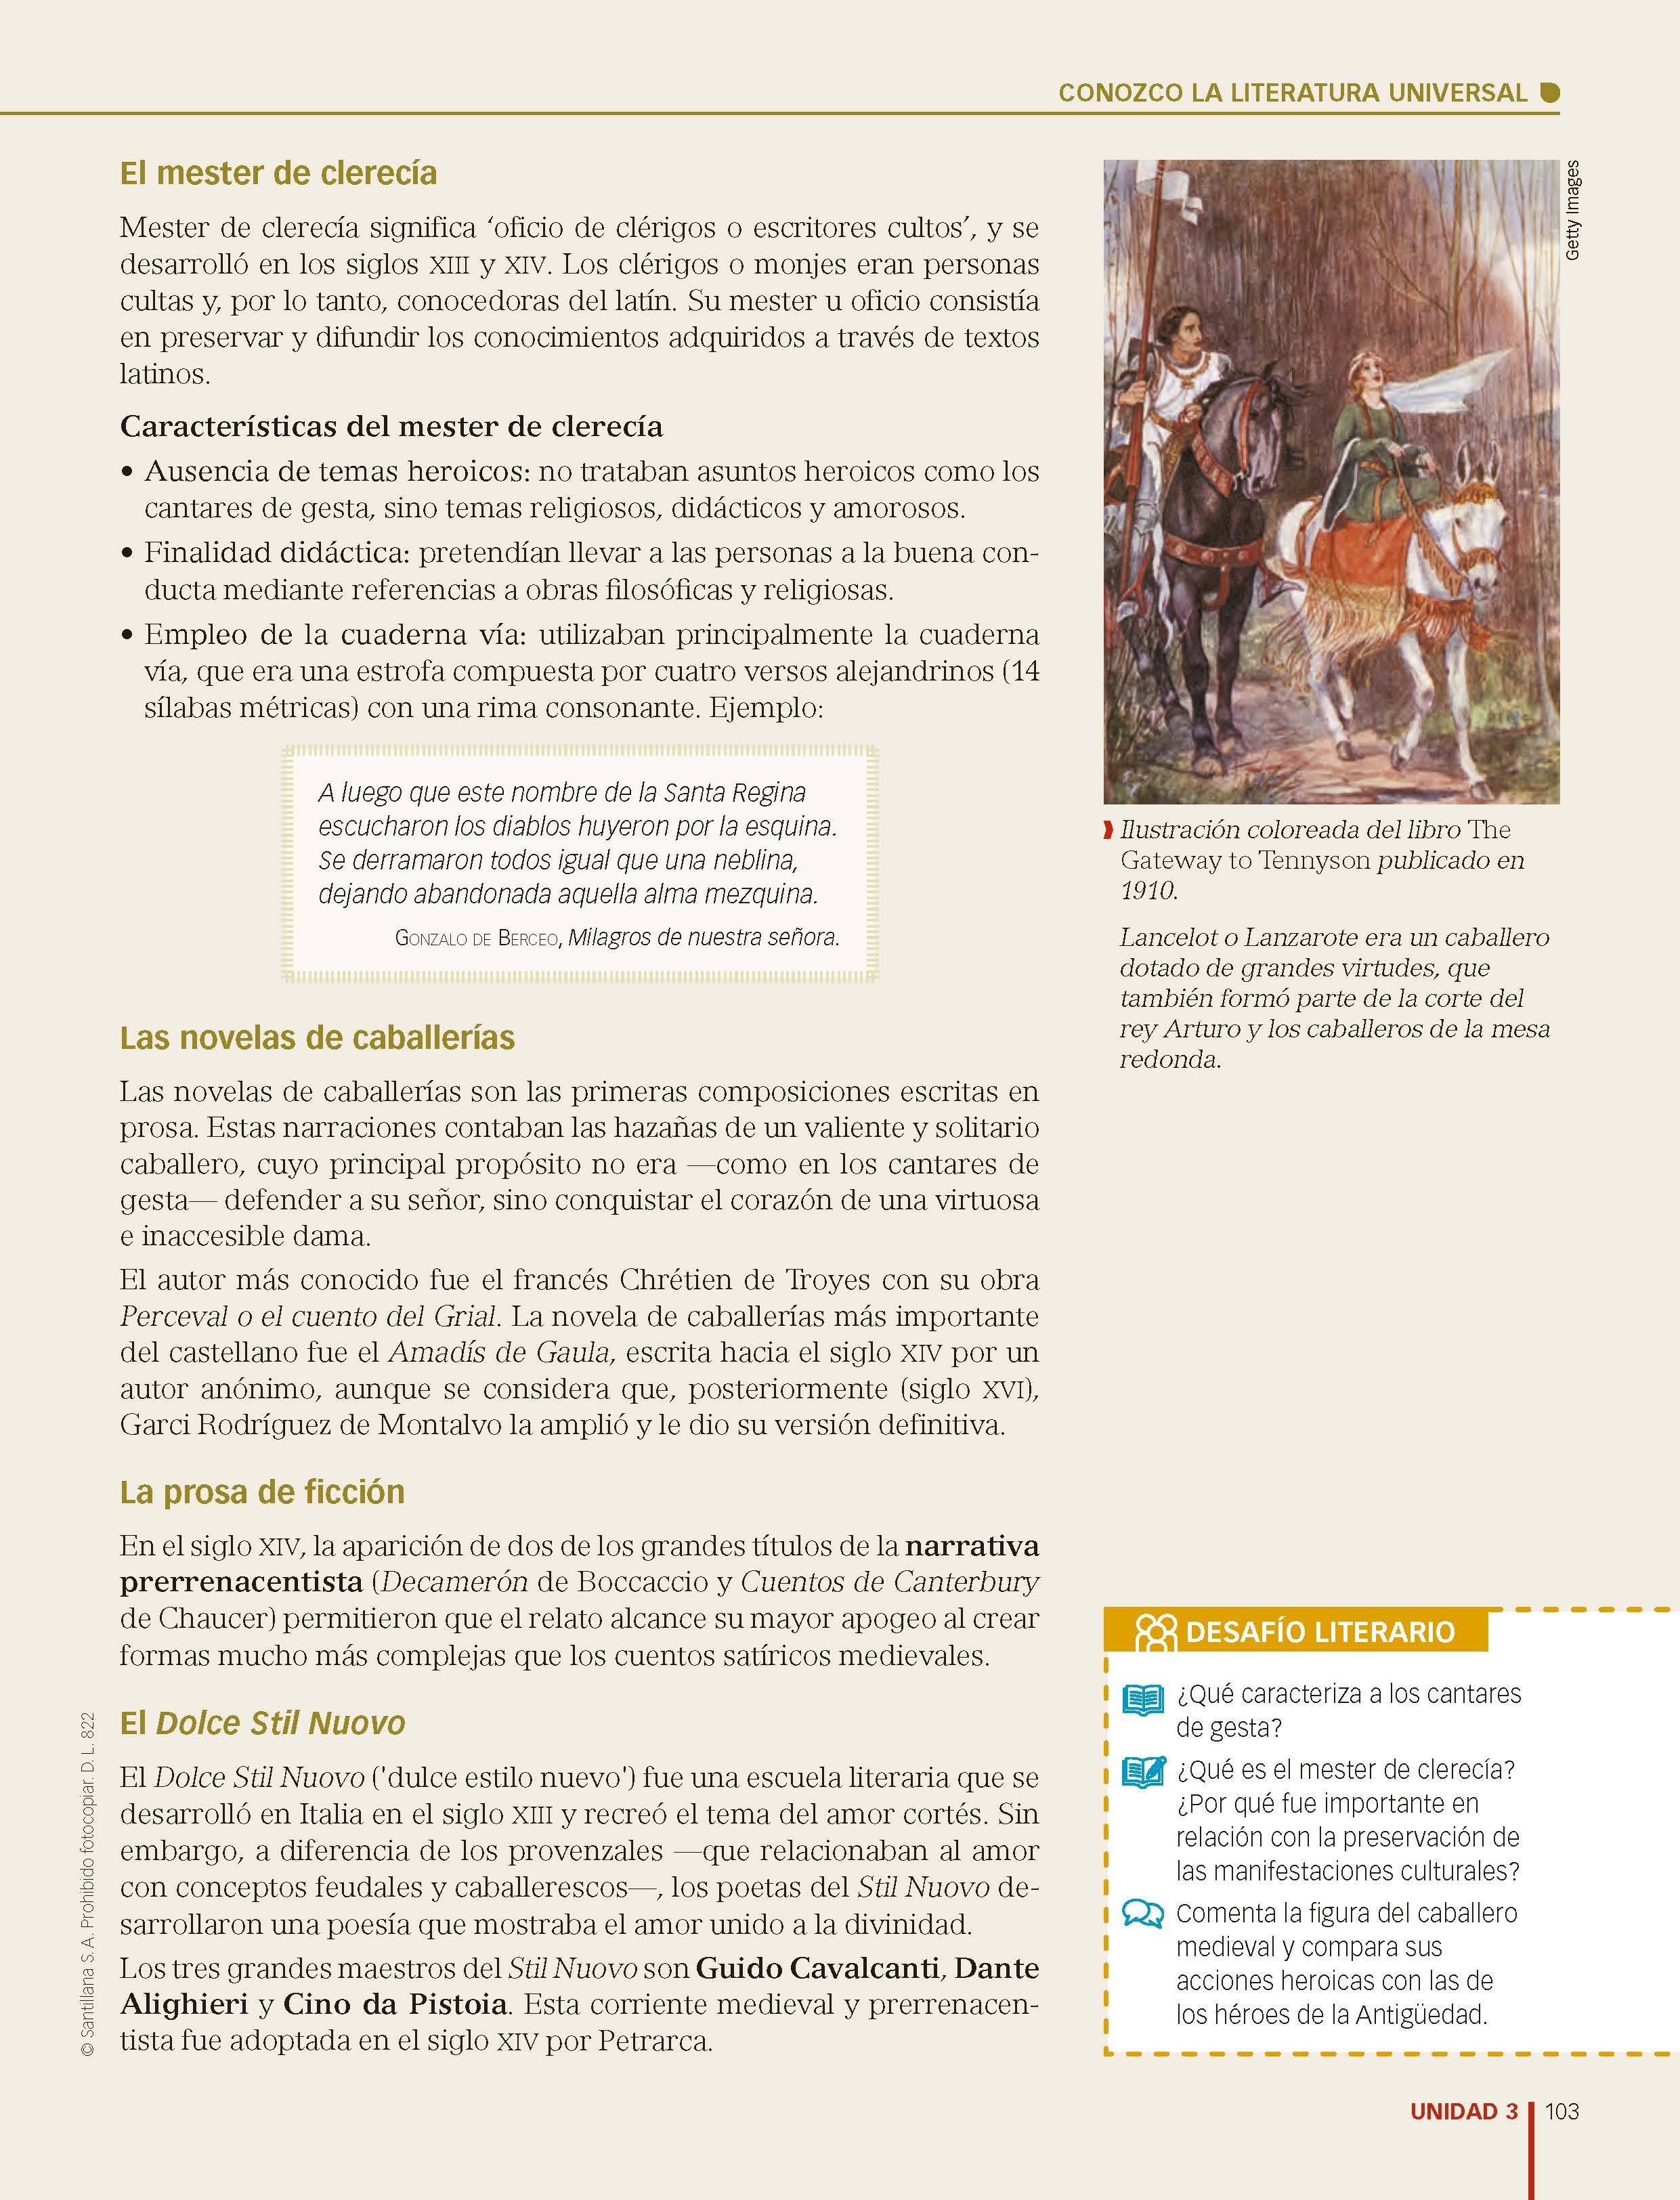 CONOZCO LA LITERATURA UNIVERSAL
El mester de clerecía
Mester de clerecía significa ‘oficio de clérigos o escritores cultos’, y se
desarrolló en los siglos XIII y XIV. Los clérigos o monjes eran personas
cultas y, por lo tanto, conocedoras del latín. Su mester u oficio consistía
en preservar y difundir los conocimientos adquiridos a través de textos
latinos.
Características del mester de clerecía
• Ausencia de temas heroicos: no trataban asuntos heroicos como los
cantares de gesta, sino temas religiosos, didácticos y amorosos.
• Finalidad didáctica: pretendían llevar a las personas a la buena con-
ducta mediante referencias a obras filosóficas y religiosas.
• Empleo de la cuaderna vía: utilizaban principalmente la cuaderna
vía, que era una estrofa compuesta por cuatro versos alejandrinos (14
sílabas métricas) con una rima consonante. Ejemplo:
A luego que este nombre de la Santa Regina
escucharon los diablos huyeron por la esquina.
Se derramaron todos igual que una neblina,
dejando abandonada aquella alma mezquina.
GONZALO DE BERCEO, Milagros de nuestra señora.
Las novelas de caballerías
Las novelas de caballerías son las primeras composiciones escritas en
prosa. Estas narraciones contaban las hazañas de un valiente y solitario
caballero, cuyo principal propósito no era —como en los cantares de
gesta— defender a su señor, sino conquistar el corazón de una virtuosa
e inaccesible dama.
El autor más conocido fue el francés Chrétien de Troyes con su obra
Perceval o el cuento del Grial. La novela de caballerías más importante
del castellano fue el Amadís de Gaula, escrita hacia el siglo XIV por un
autor anónimo, aunque se considera que, posteriormente (siglo XVI),
Garci Rodríguez de Montalvo la amplió y le dio su versión definitiva.
La prosa de ficción
En el siglo XIV, la aparición de dos de los grandes títulos de la narrativa
prerrenacentista (Decamerón de Boccaccio y Cuentos de Canterbury
de Chaucer) permitieron que el relato alcance su mayor apogeo al crear
formas mucho más complejas que los cuentos satíricos medievales.
El Dolce Stil Nuovo
El Dolce Stil Nuovo ('dulce estilo nuevo') fue una escuela literaria que se
desarrolló en Italia en el siglo XIII y recreó el tema del amor cortés. Sin
embargo, a diferencia de los provenzales —que relacionaban al amor
con conceptos feudales y caballerescos—, los poetas del Stil Nuovo de-
sarrollaron una poesía que mostraba el amor unido a la divinidad.
Los tres grandes maestros del Stil Nuovo son Guido Cavalcanti, Dante
Alighieri y Cino da Pistoia. Esta corriente medieval y prerrenacen-
tista fue adoptada en el siglo XIV por Petrarca.
© Santillana S. A. Prohibido fotocopiar. D. L. 822
Getty Images
Ilustración coloreada del libro The
Gateway to Tennyson publicado en
1910.
Lancelot o Lanzarote era un caballero
dotado de grandes virtudes, que
también formó parte de la corte del
rey Arturo y los caballeros de la mesa
redonda.
DESAFÍO LITERARIO
¿Qué caracteriza a los cantares
de gesta?
¿Qué es el mester de clerecía?
¿Por qué fue importante en
relación con la preservación de
las manifestaciones culturales?
Comenta la figura del caballero
medieval y compara sus
acciones heroicas con las de
los héroes de la Antigüedad.
UNIDAD 3 103